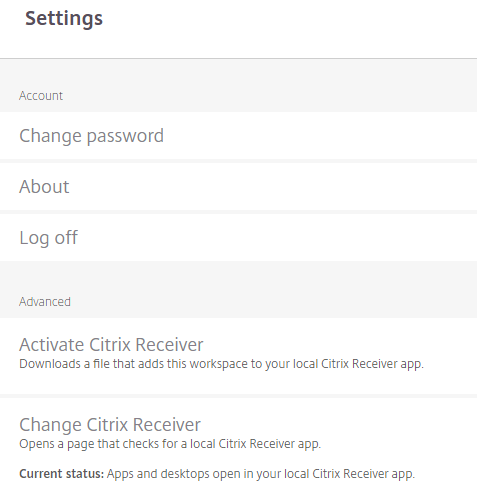 Settings
Account
Change password
About
Log off
Advanced
Activate Citrix Receiver
Downloads a file that adds this workspace to your local Citrix Receiver app.
Change Citrix Receiver
Opens a page that checks for a local Citrix Receiver app.
Current status: Apps and desktops open in your local Citrix Receiver app.